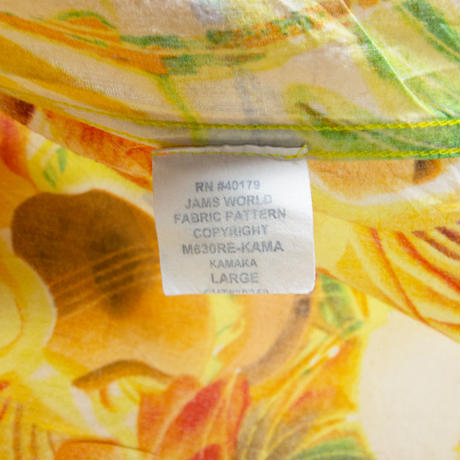 RN #40179
JAMS WORLD
FABRIC PATTERN
COPYRIGHT
M630RE-KAMA
KAMAKA
LARGE